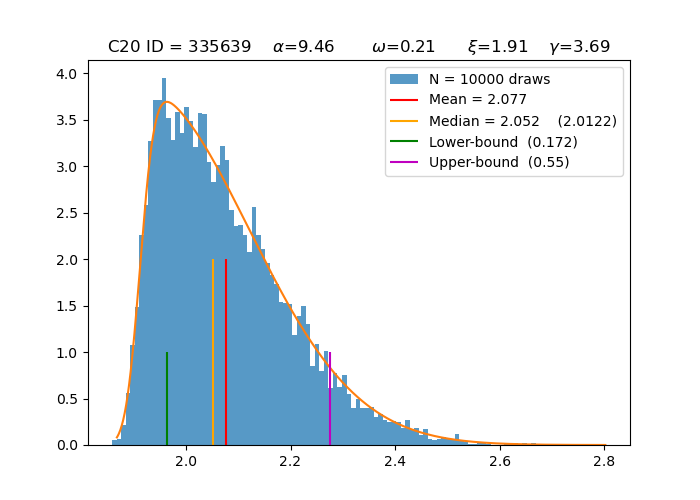 C20 ID = 335639 α=9.46 ω=0.21 ξ=1.91 γ=3.69
N = 10000 draws
Mean = 2.077
Median = 2.052 (2.0122)
Lower-bound (0.172)
Upper-bound (0.55)
4.0
3.5
3.0
2.5
2.0
1.5
1.0
0.5
0.0
2.0 2.2 2.4 2.6 2.8